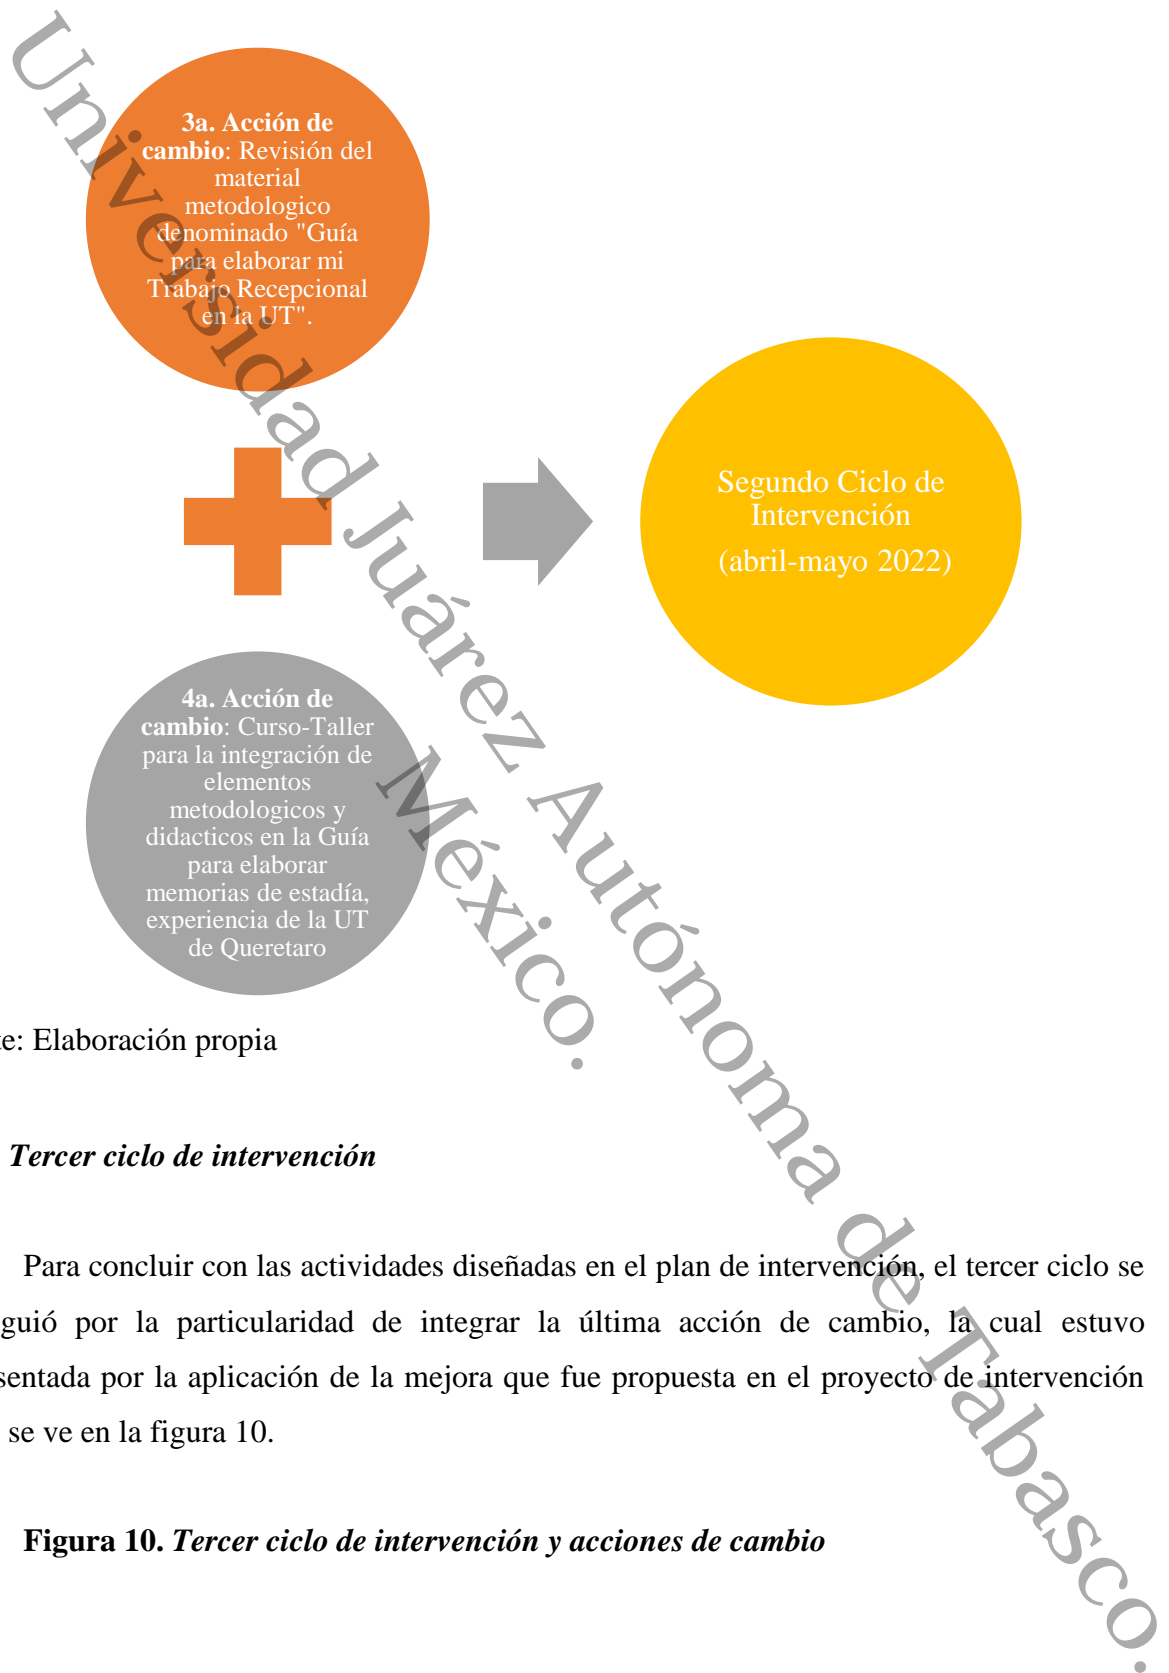 3a. Acción de
cambio: Revisión del
material
metodologico
denominado "Guía
para elaborar mi
Trabajo Recepcional
en la UT".
Segundo Ciclo de
Intervención
(abril-mayo 2022)
4a. Acción de
cambio: Curso-Taller
para la integración de
elementos
metodologicos y
didacticos en la Guía
para elaborar
memorias de estadía,
experiencia de la UT
de Queretaro
te: Elaboración propia
Tercer ciclo de intervención
Para concluir con las actividades diseñadas en el plan de intervención, el tercer ciclo se
guió por la particularidad de integrar la última acción de cambio, la cual estuvo
sentada por la aplicación de la mejora que fue propuesta en el proyecto de intervención
se ve en la figura 10.
Figura 10. Tercer ciclo de intervención y acciones de cambio
Universidad Juárez Autónoma de Tabasco.
México.